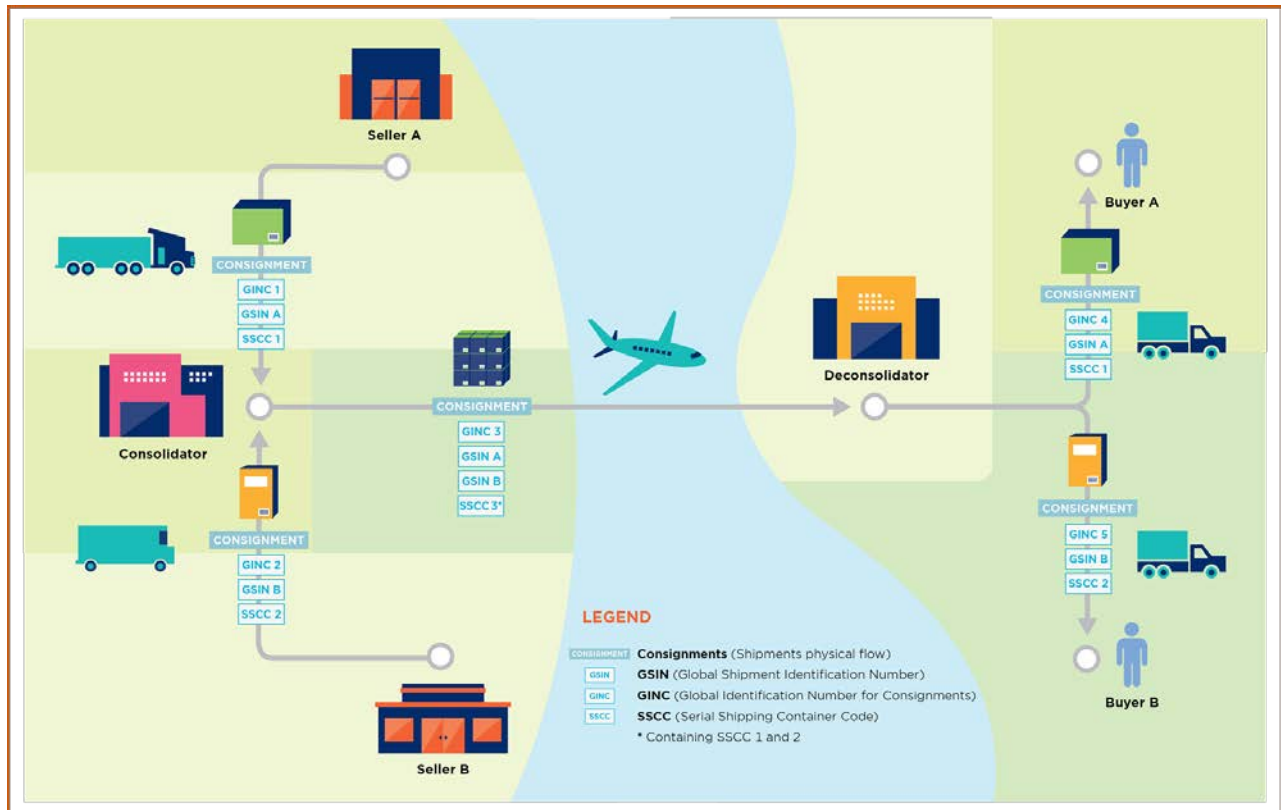 Seller A
CONSIGNMENT
GINC 1
GSIN A
SSCC 1
Consolidator
CONSIGNMENT
GINC 2
GSIN B
SSCC 2
Seller B
CONSIGNMENT
GINC 3
GSIN A
GSIN B
SSCC 3*
Deconsolidator
Buyer A
CONSIGNMENT
GINC 4
GSIN A
SSCC 1
CONSIGNMENT
GINC 5
GSIN B
SSCC 2
Buyer B
LEGEND
CONSIGNMENT Consignments (Shipments physical flow)
GSIN GSIN (Global Shipment Identification Number)
GINC GINC (Global Identification Number for Consignments)
SSCC SSCC (Serial Shipping Container Code)
* Containing SSCC 1 and 2